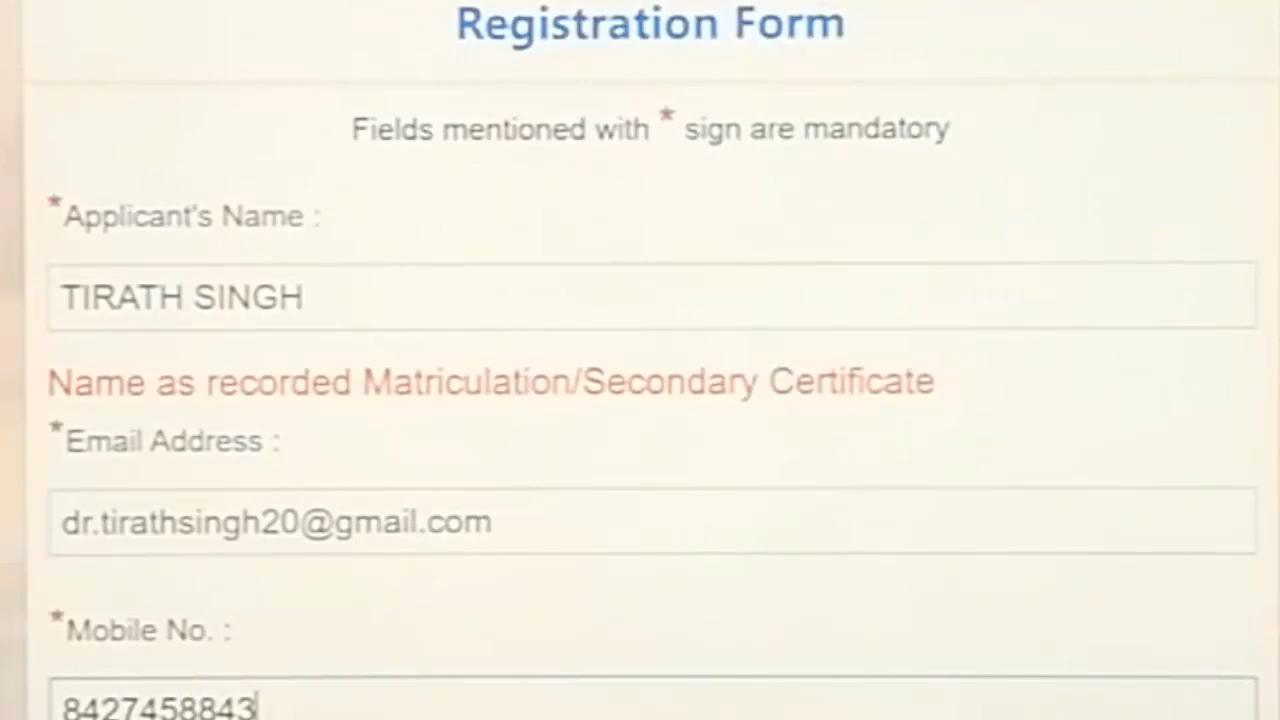 Registration Form
Fields mentioned with * sign are mandatory
*Applicant's Name :
TIRATH SINGH
Name as recorded Matriculation/Secondary Certificate
*Email Address :
dr.tirathsingh20@gmail.com
*Mobile No. :
8427458843